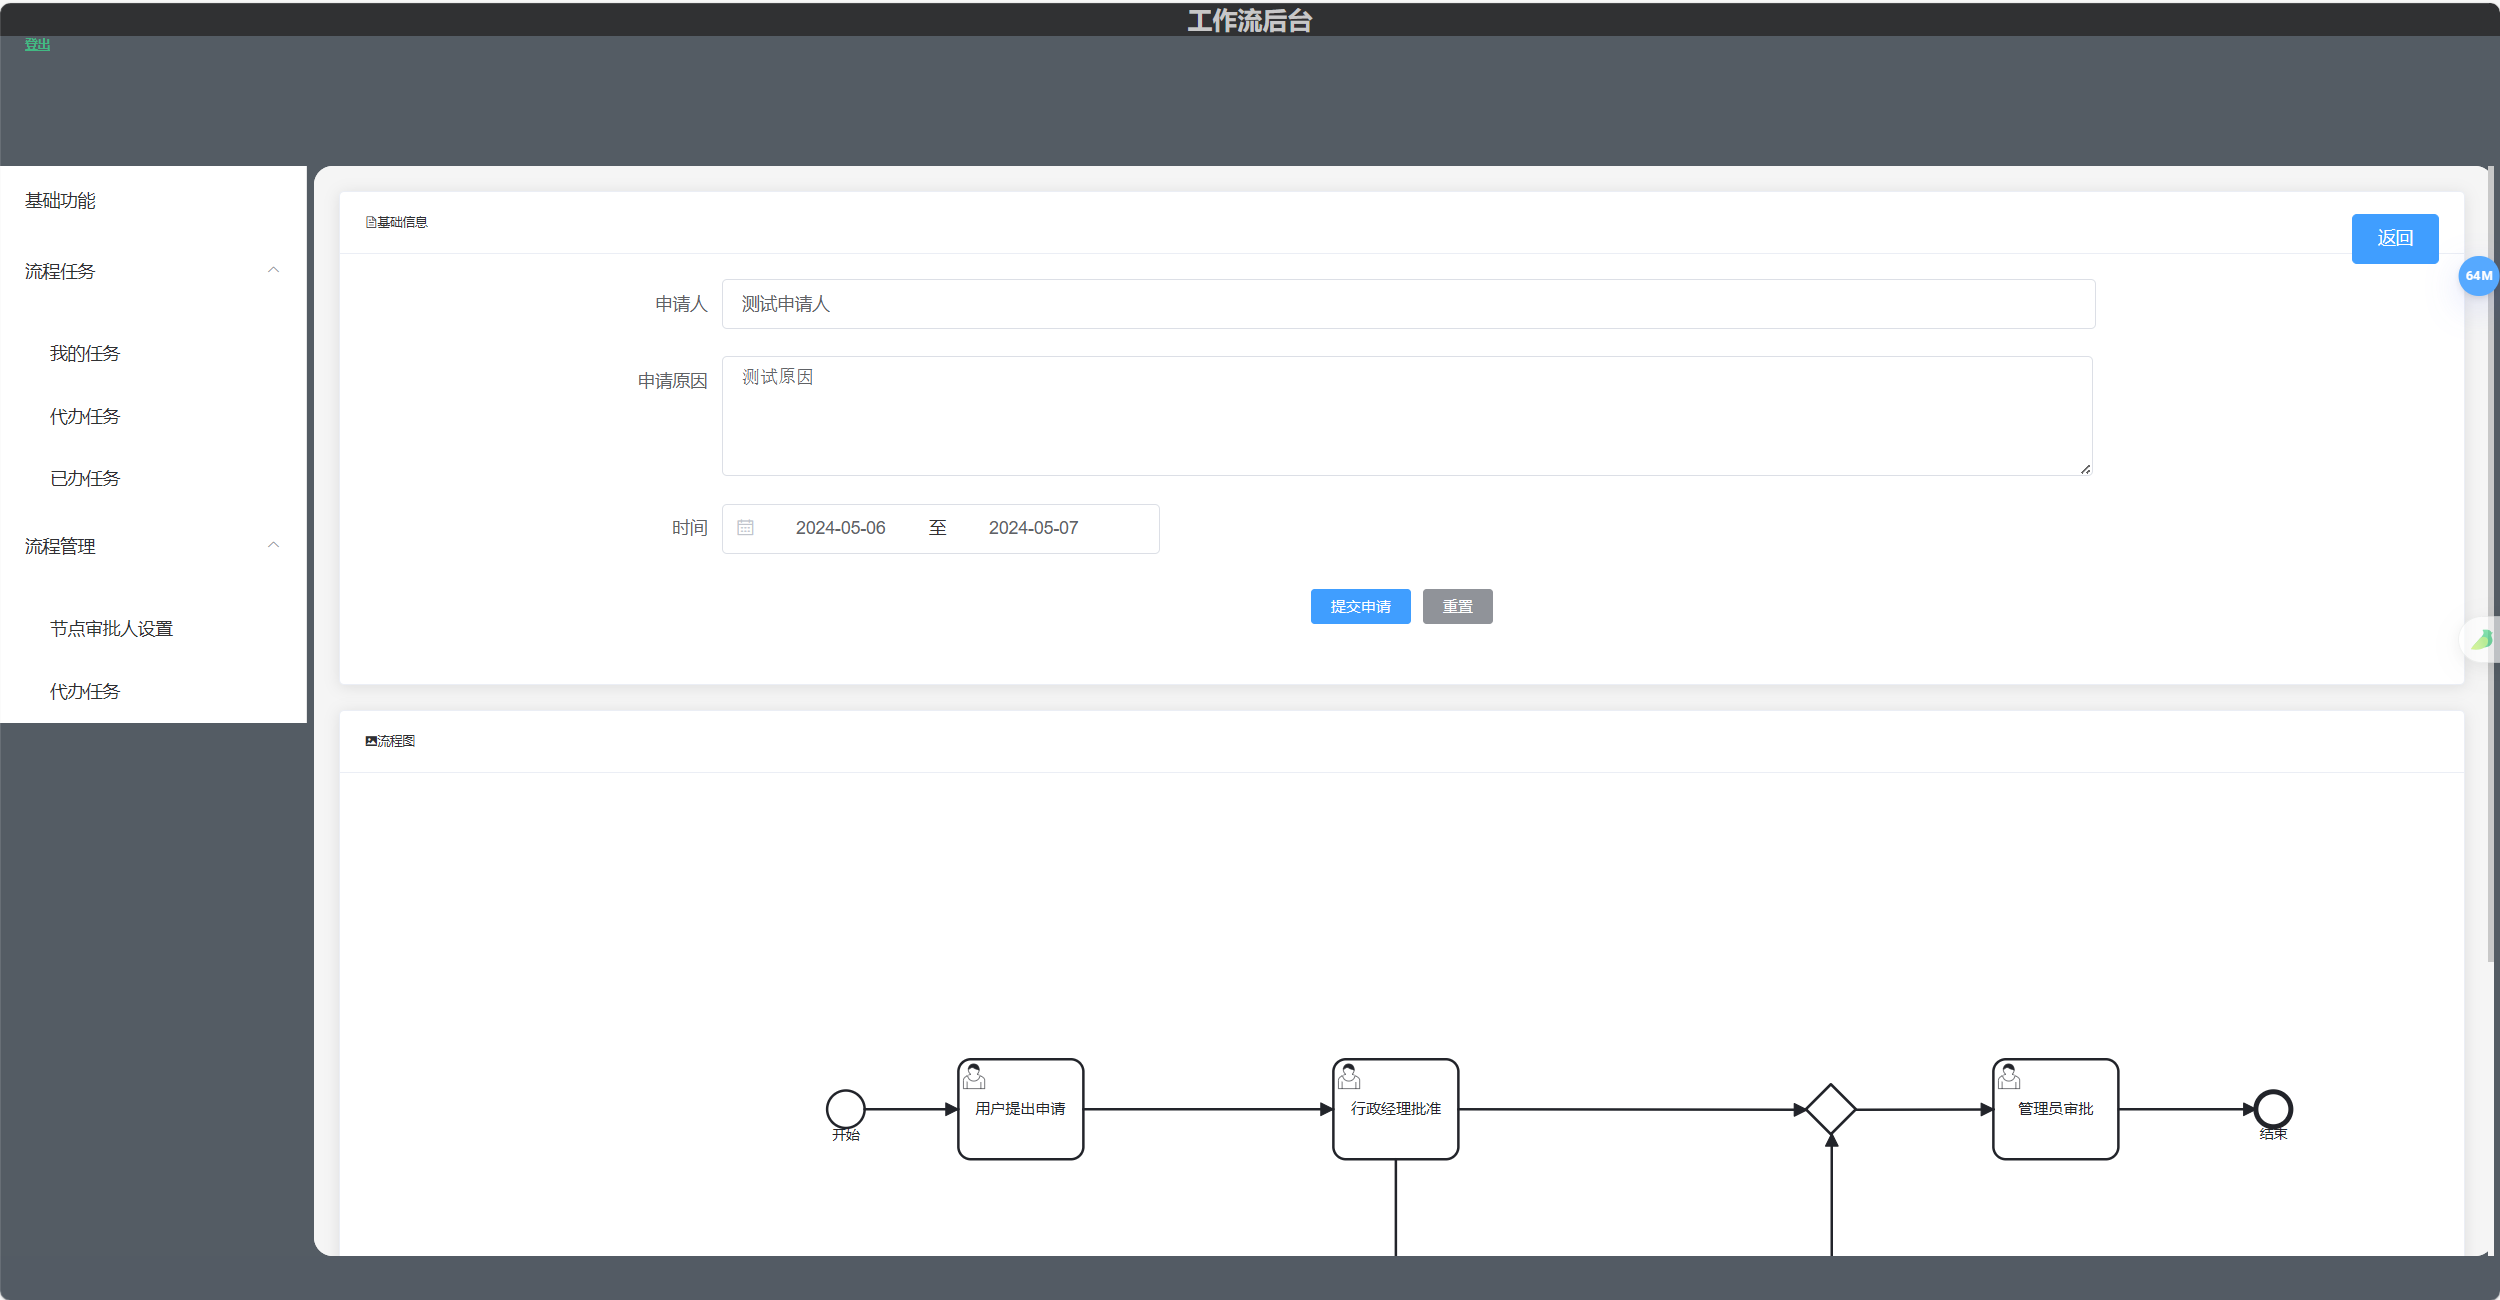 工作流后台
登出
基础功能
流程任务
我的任务
代办任务
已办任务
流程管理
节点审批人设置
代办任务
基础信息
返回
64M
申请人
测试申请人
申请原因
测试原因
时间
2024-05-06 至 2024-05-07
提交申请 重置
流程图
开始
用户提出申请
行政经理批准
管理员审批
结束